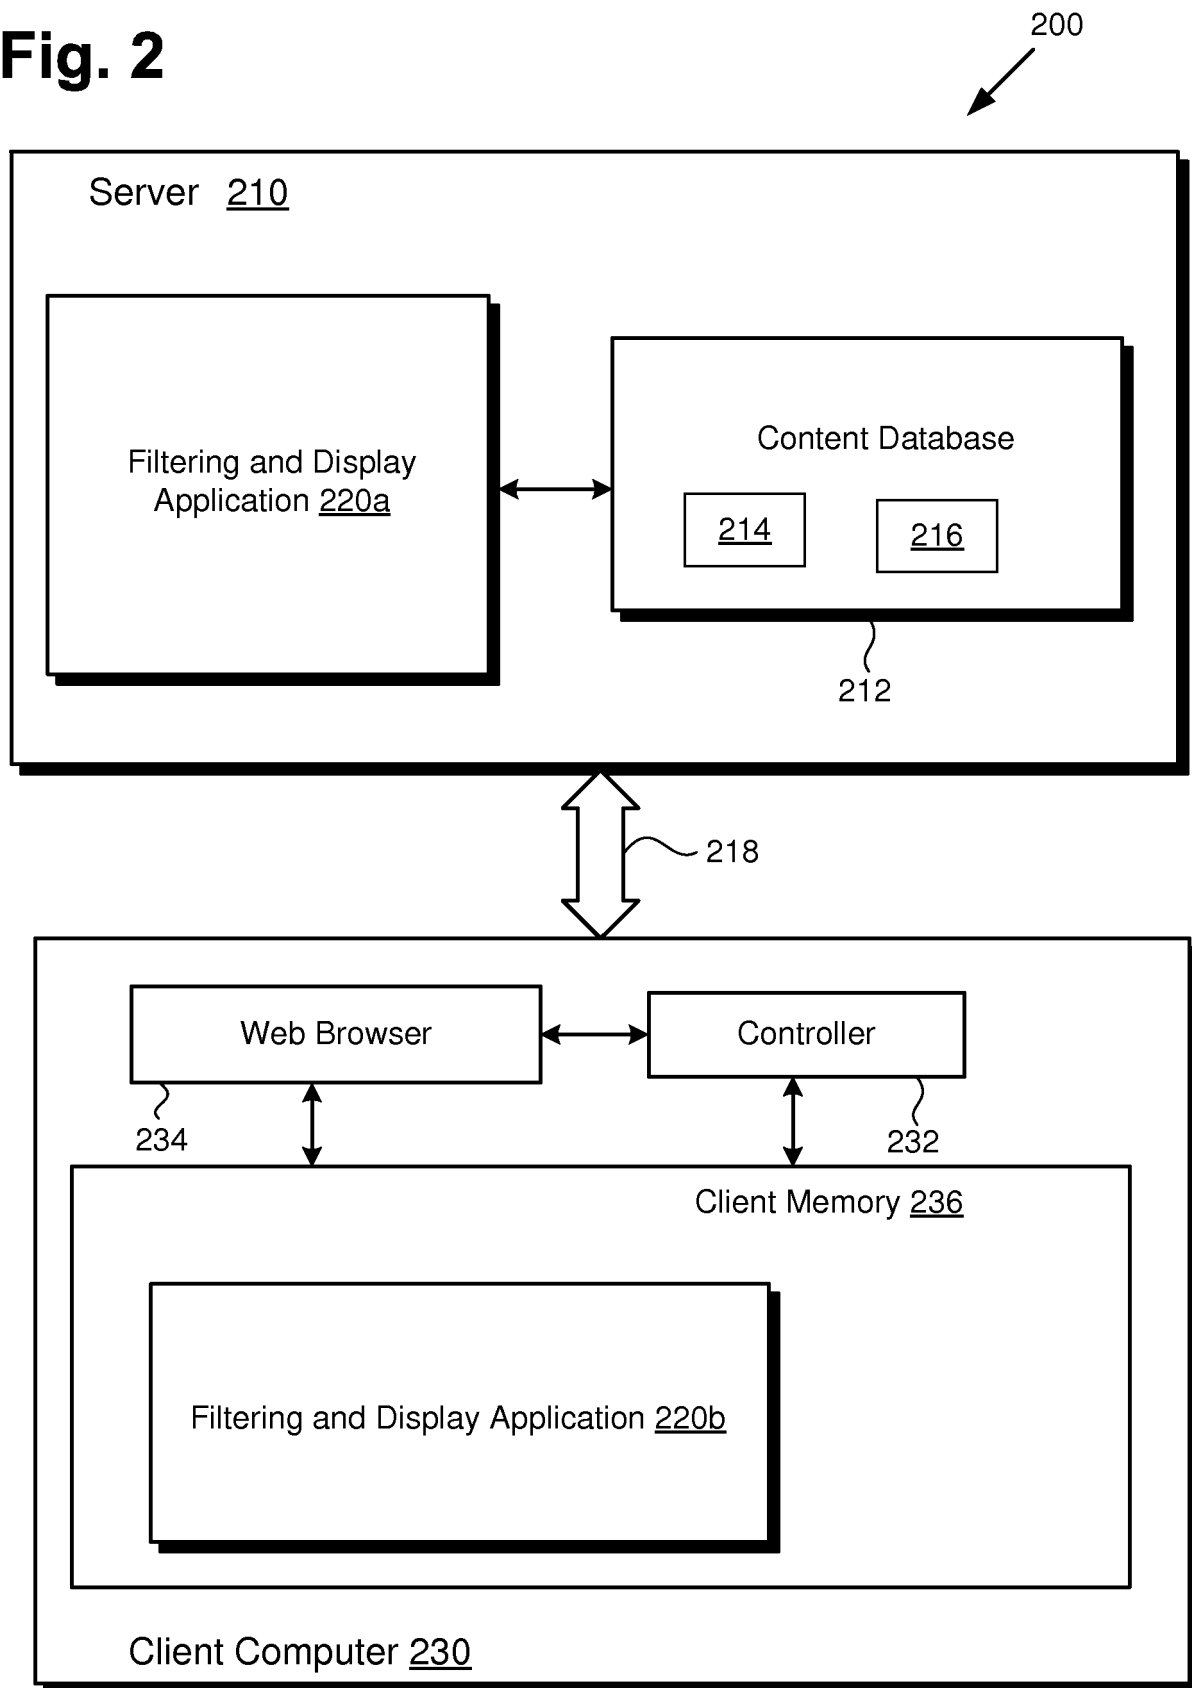 Fig. 2
200
Server 210
Filtering and Display
Application 220a
Content Database
214
216
212
218
Web Browser
Controller
234
232
Client Memory 236
Filtering and Display Application 220b
Client Computer 230